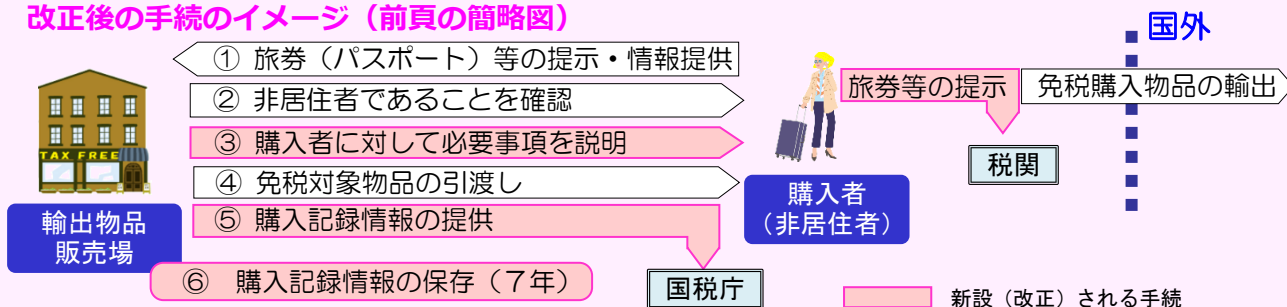 改正後の手続のイメージ（前頁の簡略図）
国外
① 旅券（パスポート）等の提示・情報提供
② 非居住者であることを確認
旅券等の提示
免税購入物品の輸出
TAX FREE
③ 購入者に対して必要事項を説明
税関
④ 免税対象物品の引渡し
購入者
（非居住者）
輸出物品
販売場
⑤ 購入記録情報の提供
⑥ 購入記録情報の保存（７年）
国税庁
新設（改正）される手続